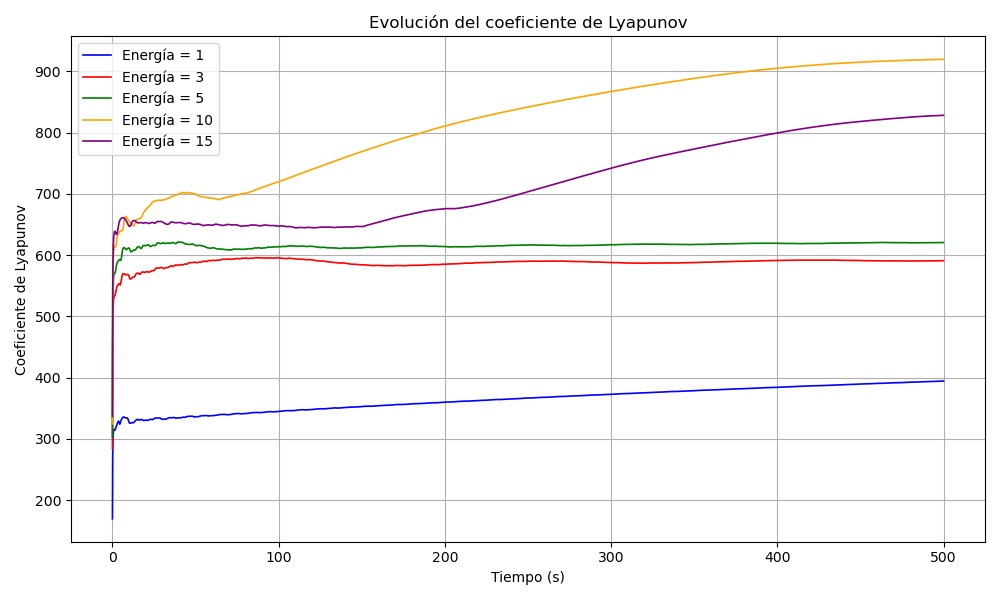 Evolución del coeficiente de Lyapunov
Energía = 1
Energía = 3
Energía = 5
Energía = 10
Energía = 15
Coeficiente de Lyapunov
900
800
700
600
500
400
300
200
0 100 200 300 400 500
Tiempo (s)